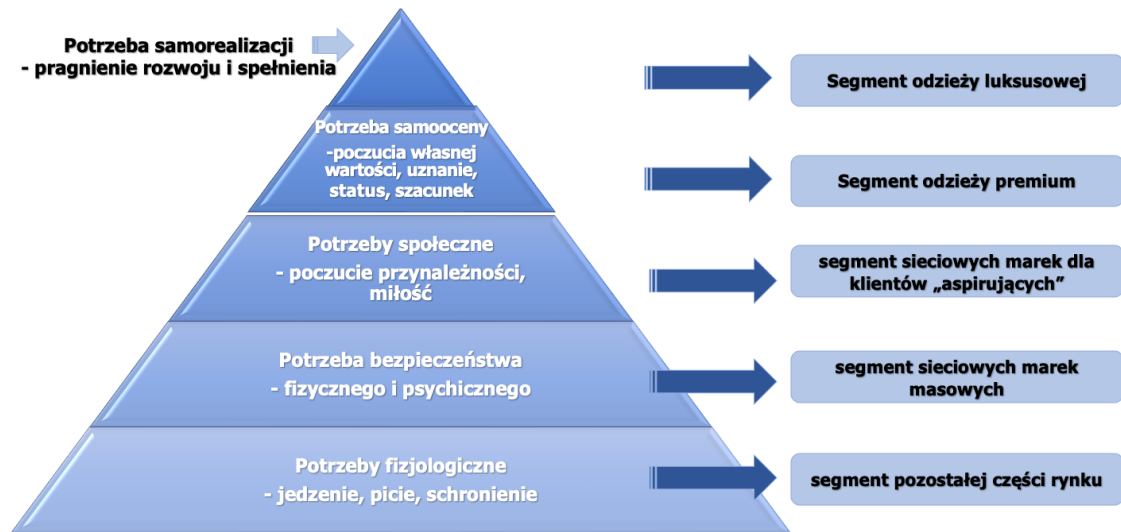 Potrzeba samorealizacji
- pragnienie rozwoju i spełnienia
Segment odzieży luksusowej
Potrzeba samooceny
-poczucia własnej
wartości, uznanie,
status, szacunek
Segment odzieży premium
Potrzeby społeczne
- poczucie przynależności,
miłość
segment sieciowych marek dla
klientów „aspirujących”
Potrzeba bezpieczeństwa
- fizycznego i psychicznego
segment sieciowych marek
masowych
Potrzeby fizjologiczne
- jedzenie, picie, schronienie
segment pozostałej części rynku